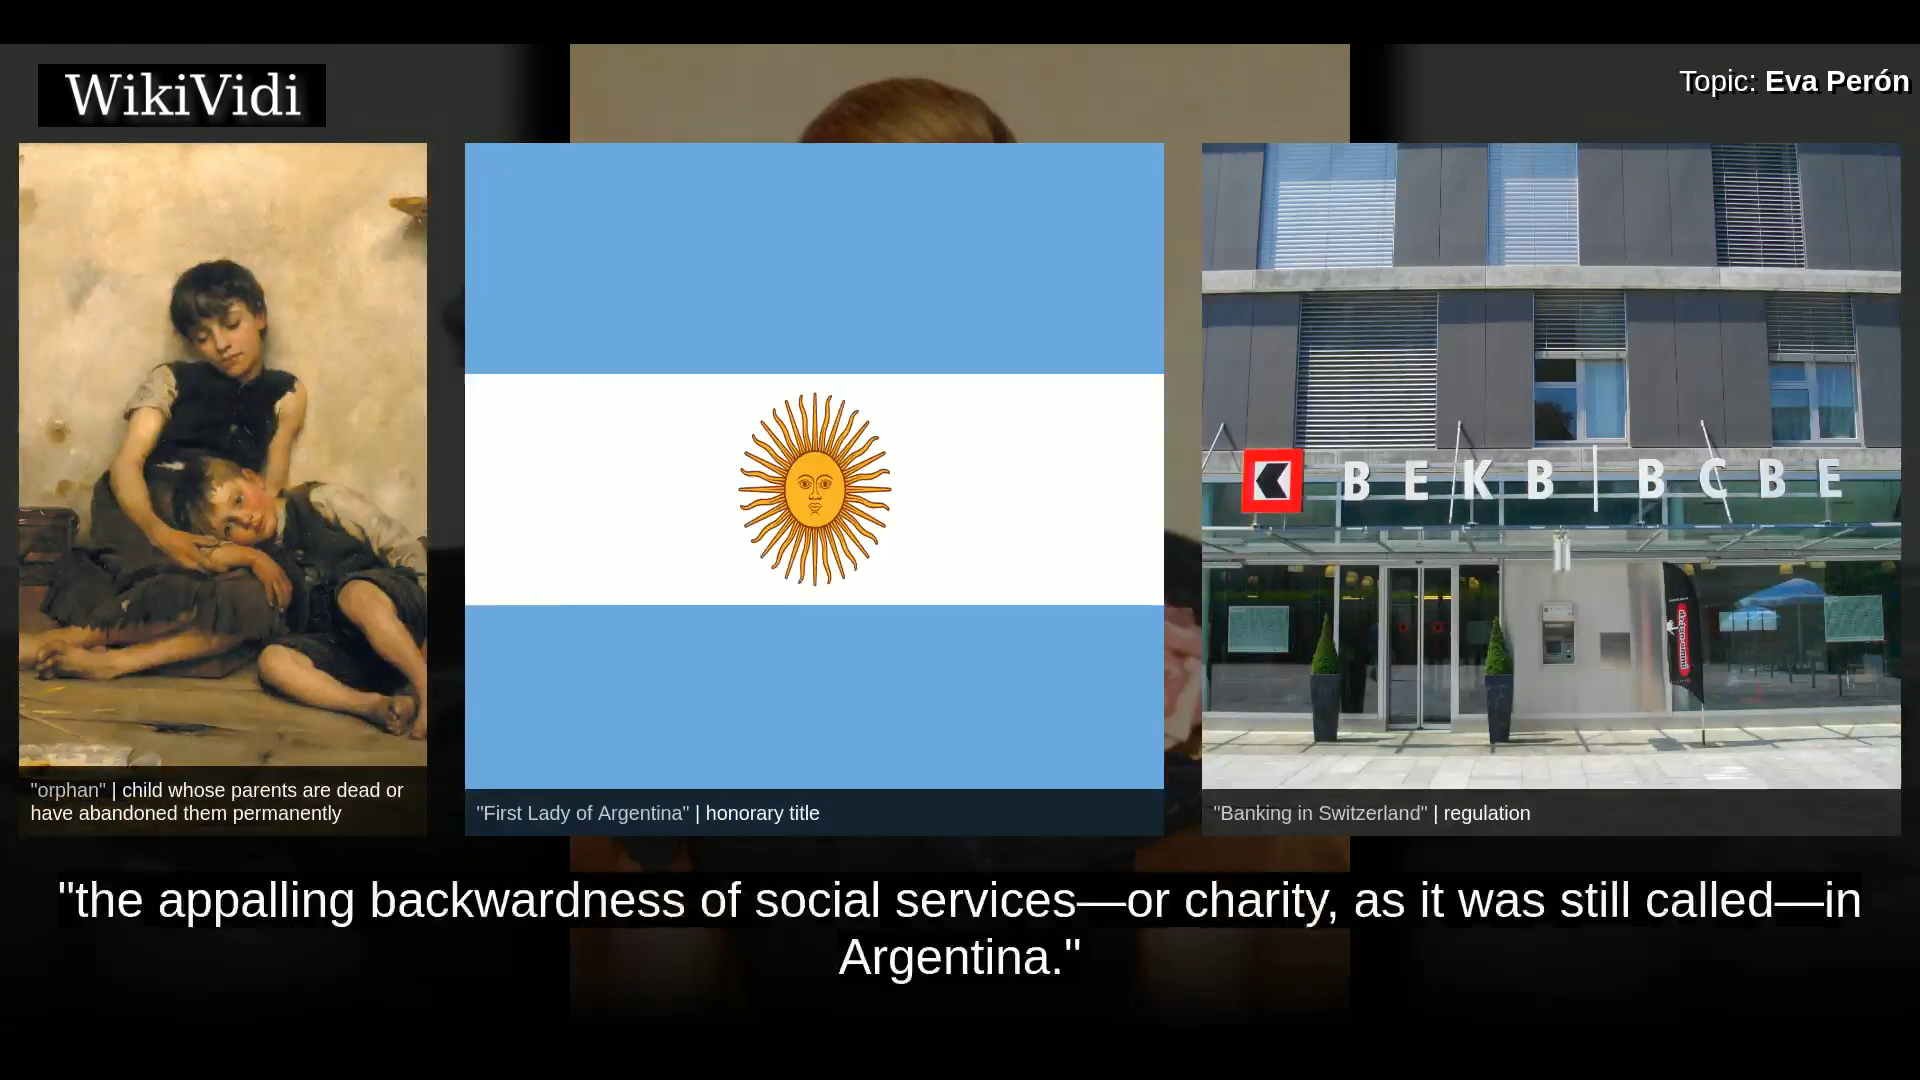 WikiVidi
Topic: Eva Perón
BEKB|BCBE
"orphan" | child whose parents are dead or
have abandoned them permanently
"First Lady of Argentina" | honorary title
"Banking in Switzerland" | regulation
"the appalling backwardness of social services—or charity, as it was still called—in
Argentina."